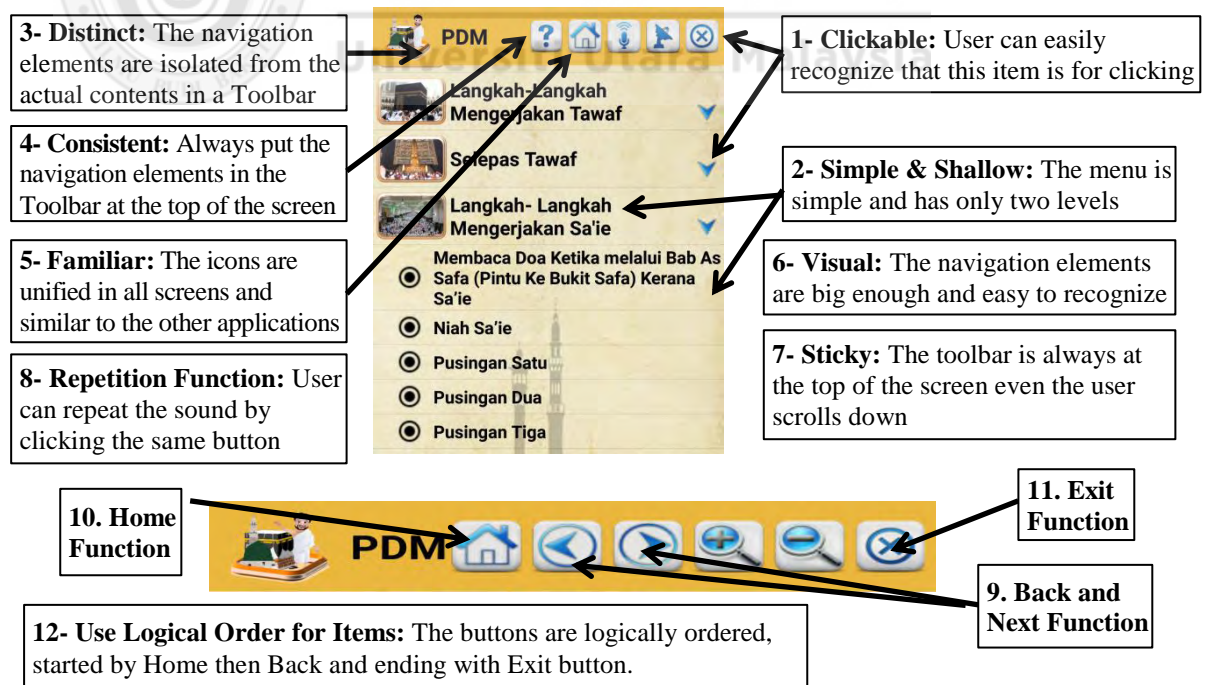 3- Distinct: The navigation
elements are isolated from the
actual contents in a Toolbar
4- Consistent: Always put the
navigation elements in the
Toolbar at the top of the screen
5- Familiar: The icons are
unified in all screens and
similar to the other applications
8- Repetition Function: User
can repeat the sound by
clicking the same button
PDM
Universiti Utara Malaysia
Langkah-Langkah
Mengerjakan Tawaf
Selepas Tawaf
Langkah- Langkah
Mengerjakan Sa'ie
Membaca Doa Ketika melalui Bab As
Safa (Pintu Ke Bukit Safa) Kerana
Sa'ie
Niah Sa'ie
Pusingan Satu
Pusingan Dua
Pusingan Tiga
1- Clickable: User can easily
recognize that this item is for clicking
2- Simple & Shallow: The menu is
simple and has only two levels
6- Visual: The navigation elements
are big enough and easy to recognize
7- Sticky: The toolbar is always at
the top of the screen even the user
scrolls down
10. Home
Function
PDM
11. Exit
Function
9. Back and
Next Function
12- Use Logical Order for Items: The buttons are logically ordered,
started by Home then Back and ending with Exit button.